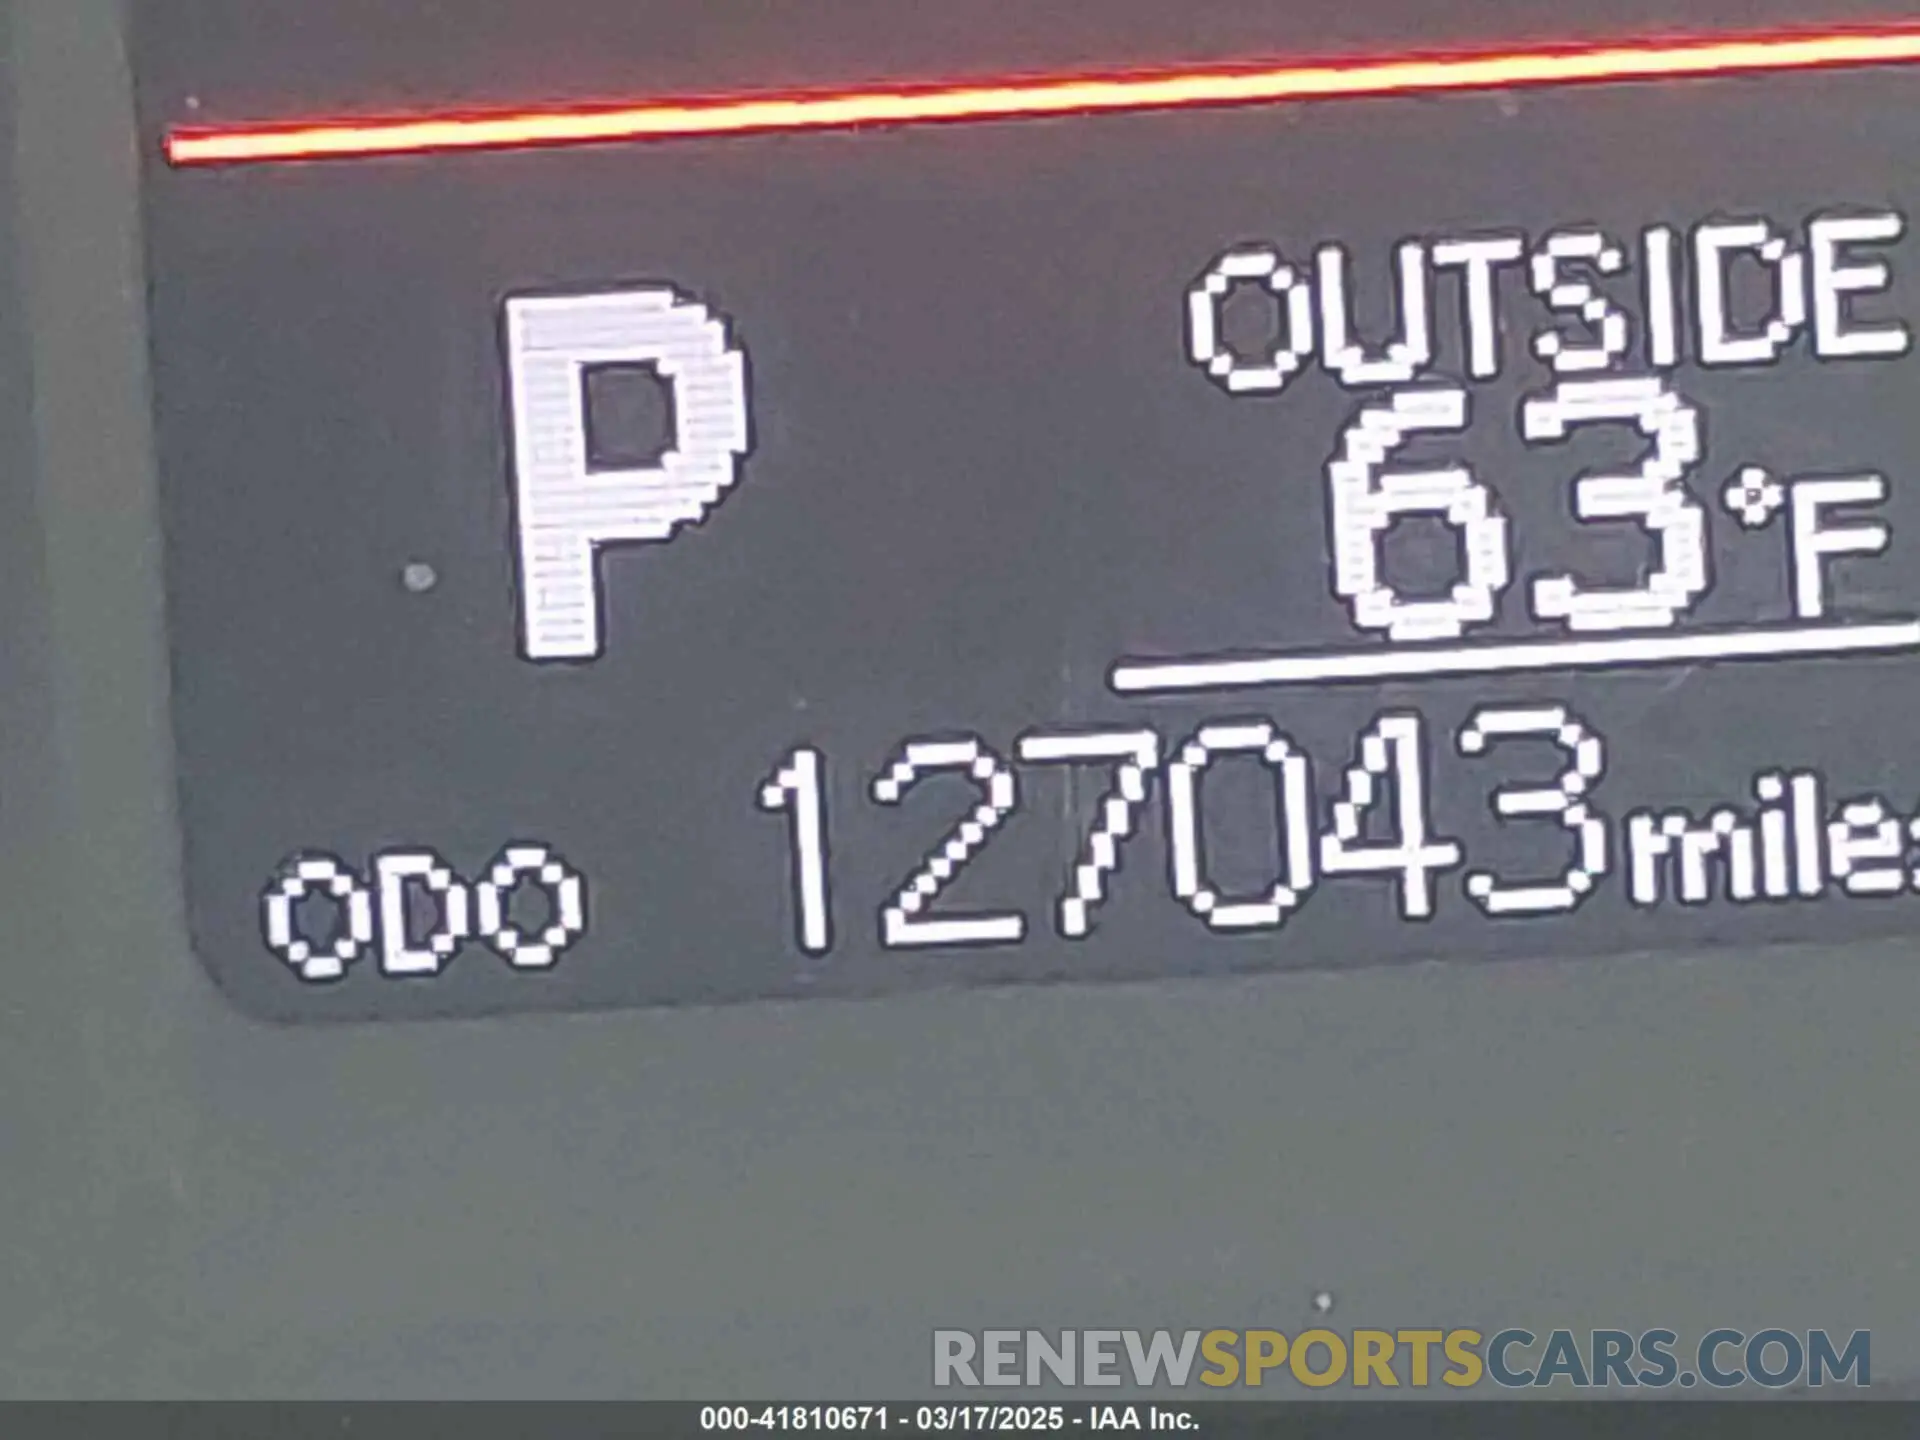 OUTSIDE
P 63°F
ODO 127043 miles
RENEWSPORTSCARS.COM
000-41810671 - 03/17/2025 - IAA Inc.